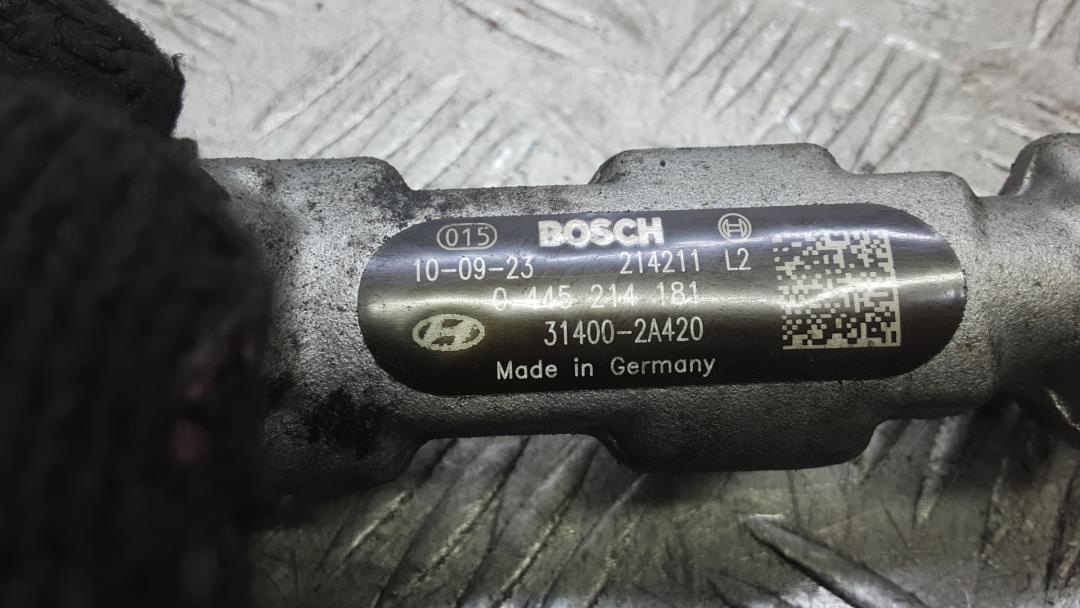 015 BOSCH
10-09-23 214211 L2
0 445 214 181
31400-2A420
Made in Germany